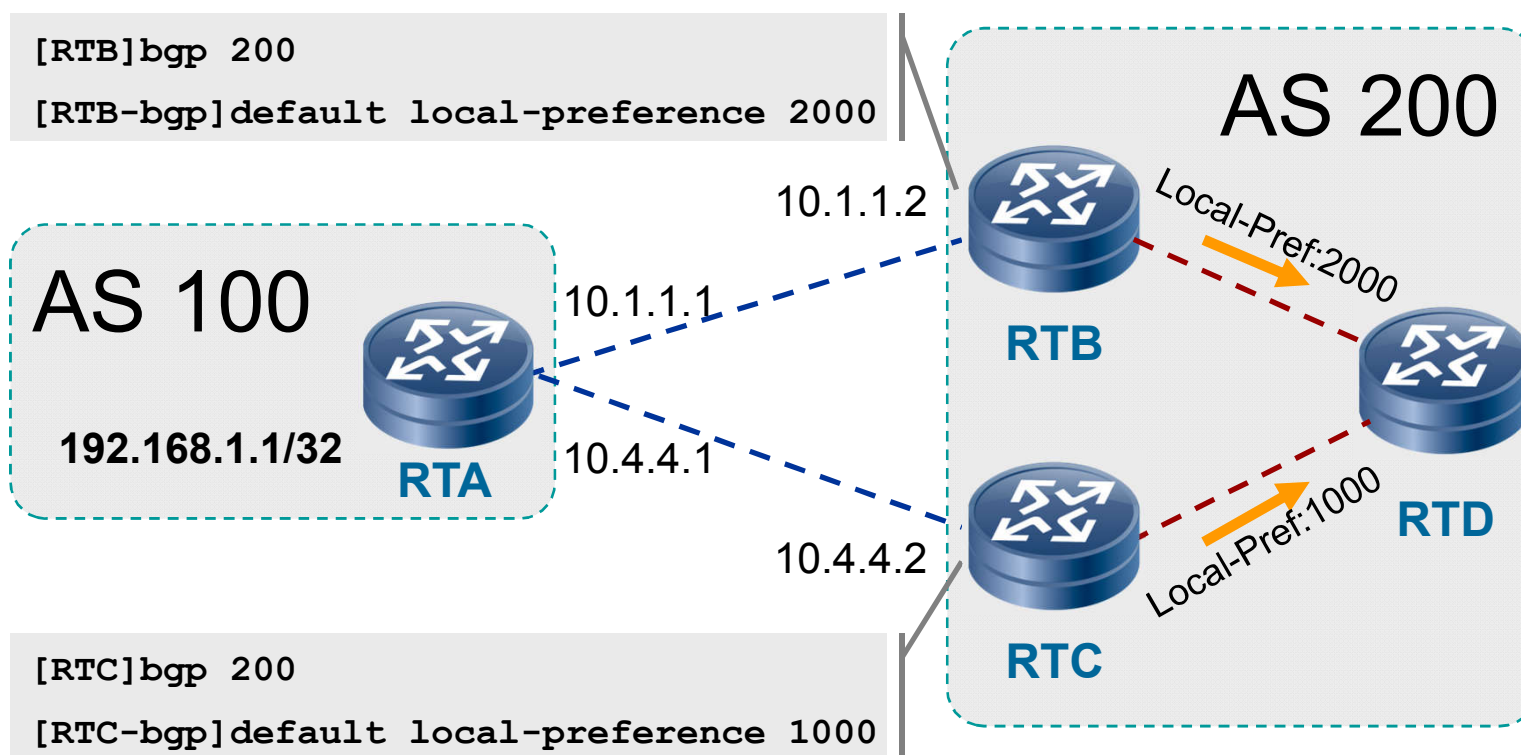 [RTB]bgp 200
[RTB-bgp]default local-preference 2000
AS 200
10.1.1.2
Local-Pref:2000
RTB
AS 100
10.1.1.1
192.168.1.1/32
RTA
10.4.4.1
RTD
10.4.4.2
Local-Pref:1000
RTC
[RTC]bgp 200
[RTC-bgp]default local-preference 1000